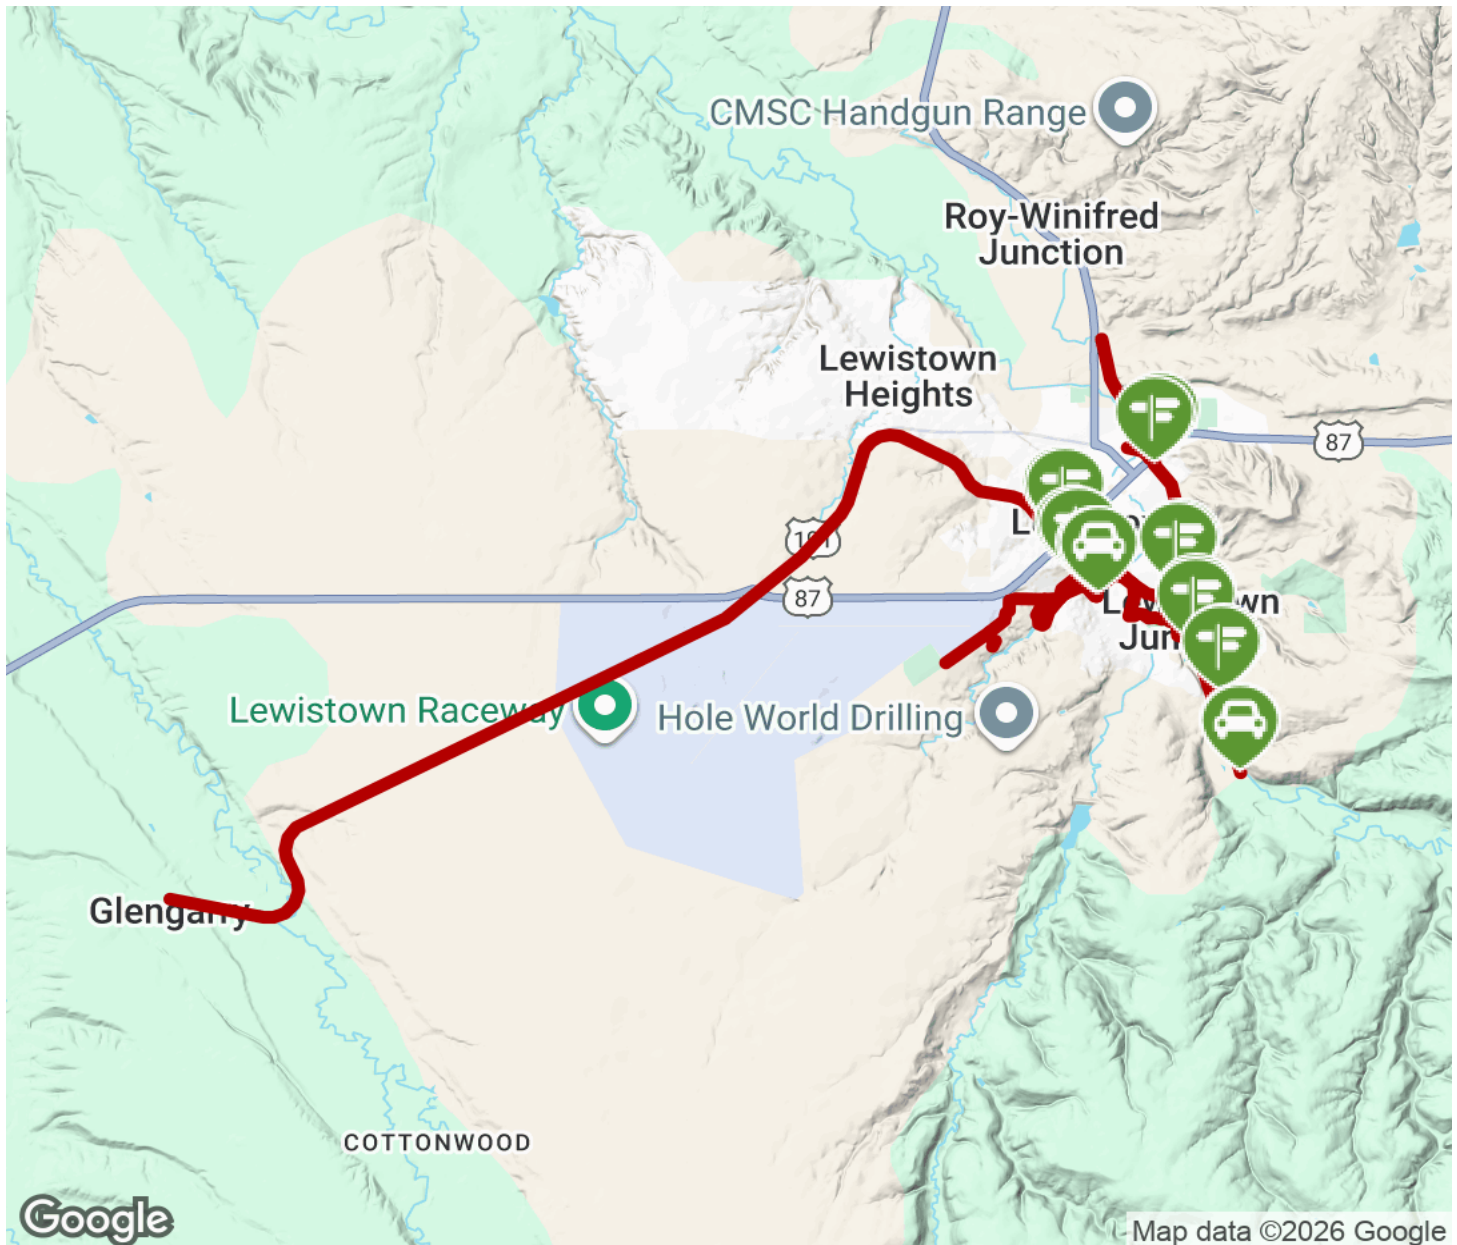 CMSC Handgun Range
Roy-Winifred
Junction
Lewistown
Heights
87
87
Lewistown Raceway
Hole World Drilling
Glengarry
COTTONWOOD
Google
Map data ©2026 Google